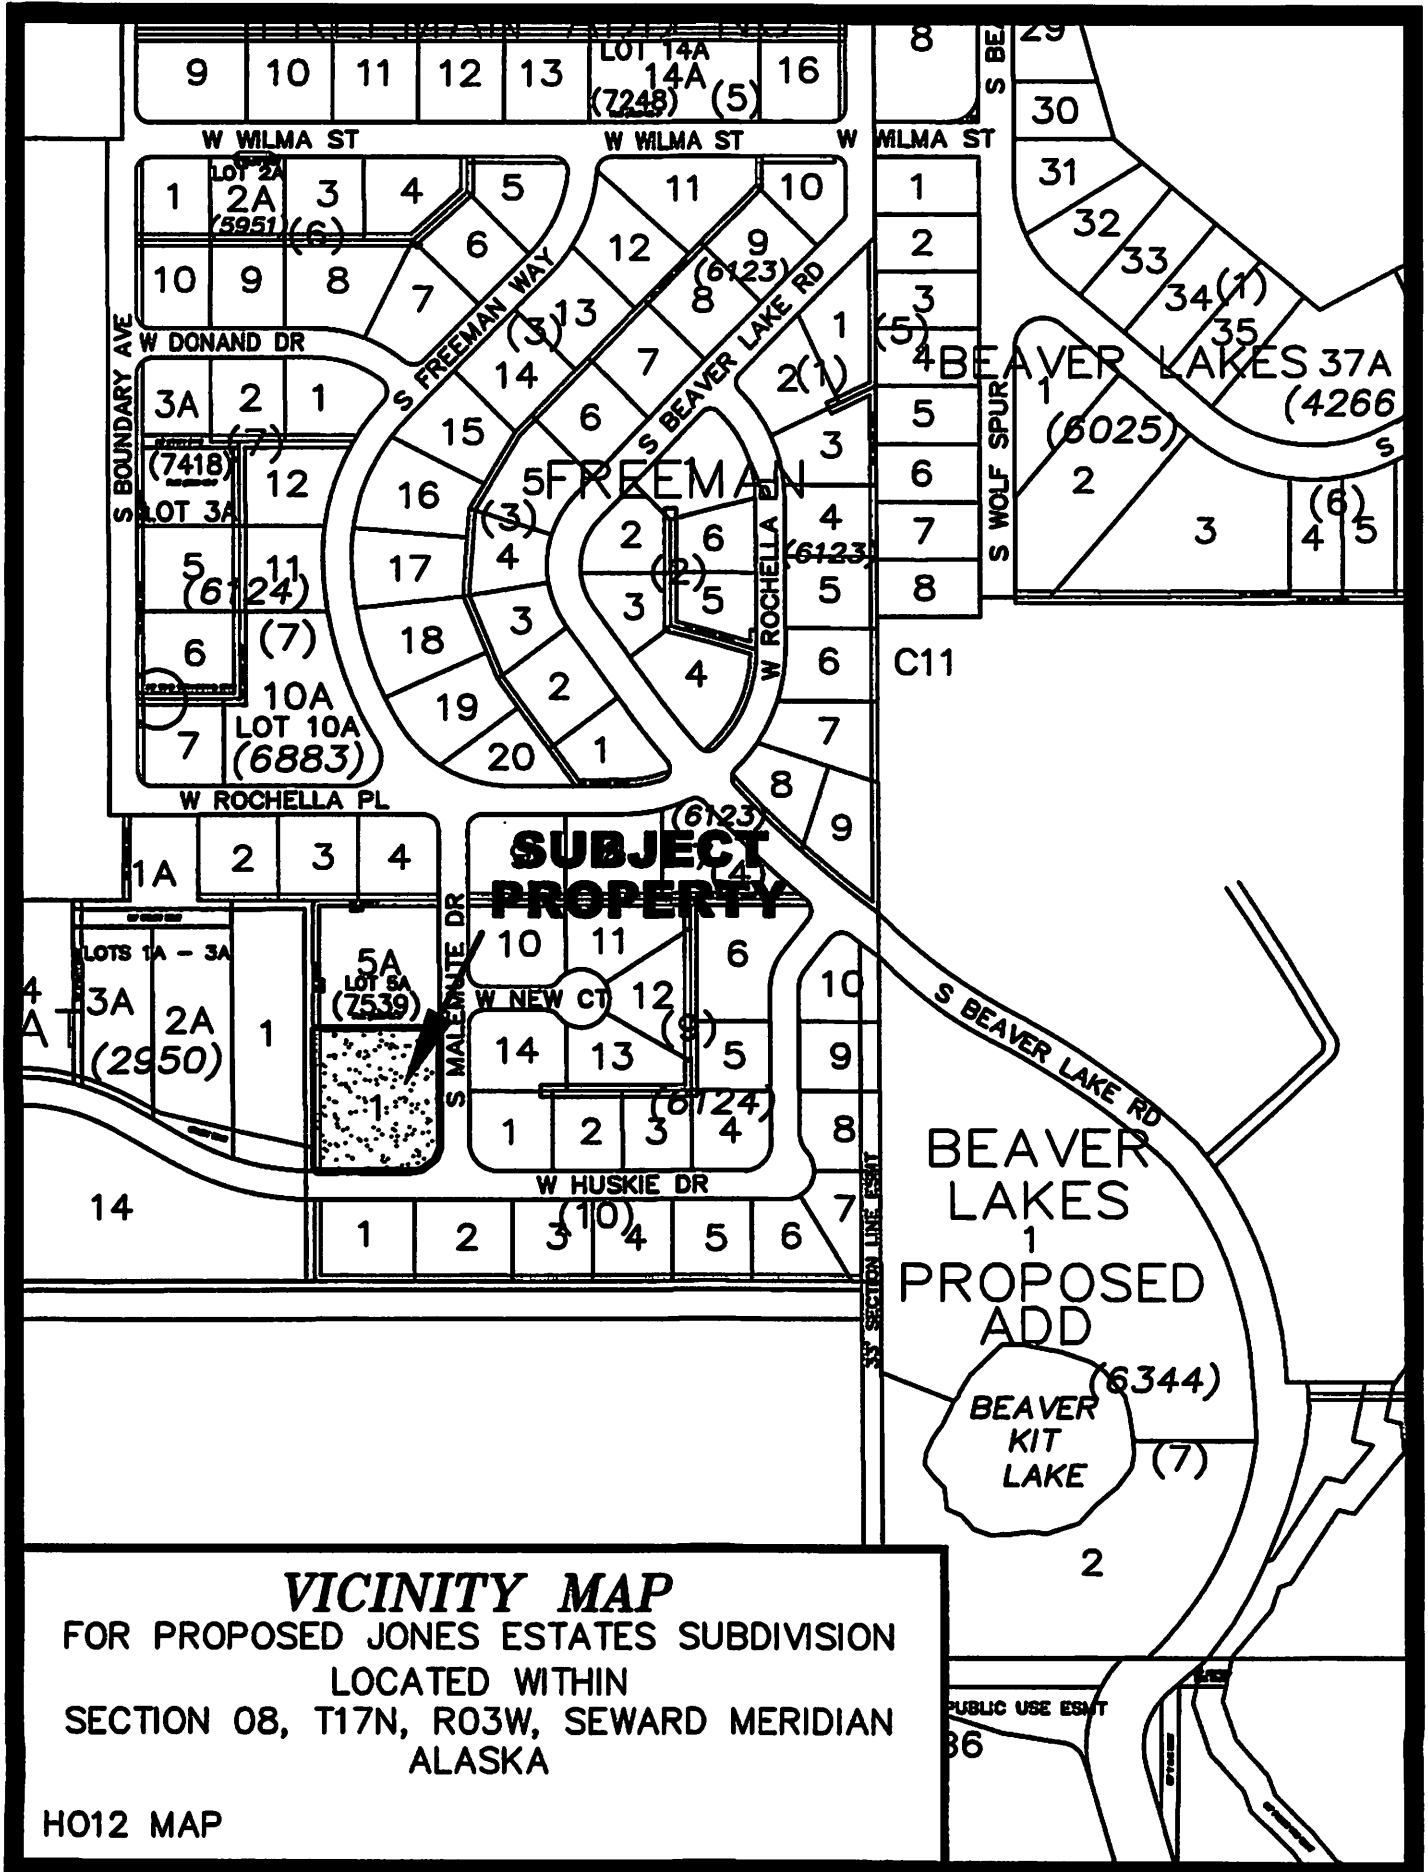 8
29
S BE
LOT 14A
9 10 11 12 13 14A 16
(7248) (5)
30
W WILMA ST W WILMA ST W WILMA ST
LOT 2A
1 2A 3 4 5 11 10 1 31
(5951) (6)
6 12 9 2 32
(6123)
10 9 8 7 13 8 3 33
34 (1)
S FREEMAN WAY
(3)
S BEAVER LAKE RD
1 (5) 35
W DONAND DR
S BOUNDARY AVE
14 7 2 (1) 4
BEAVER LAKES 37A
(4266
3A 2 1 15 6 3 5 1
(6025)
S WOLF SPUR
S
(7)
(7418)
12 16 5 FREEMAN 6 2
LOT 3A
(3) 2 6 4 7 3 4 5
(6)
(6123)
W ROCHELLA PL
5 11 17 4 (2) 5 5 8
(6124)
3 3
6 (7) 18 6 C11
10A 19 2 4
LOT 10A
7 (6883) 20 1 7
8
W ROCHELLA PL
(6123)
9
1A 2 3 4
SUBJECT
(4)
PROPERTY
S MALEMUTE DR
LOTS 1A - 3A
5A 10 11 6
LOT 5A
(7539)
4 3A 2A 1 W NEW CT 12 10
A T
(2950)
S BEAVER LAKE RD
(9)
14 13 5 9
(6124)
1 1 2 3 4 8
BEAVER
LAKES
1
PROPOSED
ADD
W HUSKIE DR
14 (10) 7
1 2 3 4 5 6
33' SECTION LINE ESMT
(6344)
BEAVER
KIT
LAKE
(7)
2
VICINITY MAP
FOR PROPOSED JONES ESTATES SUBDIVISION
LOCATED WITHIN
SECTION 08, T17N, R03W, SEWARD MERIDIAN
ALASKA
HO12 MAP
PUBLIC USE ESMT
36